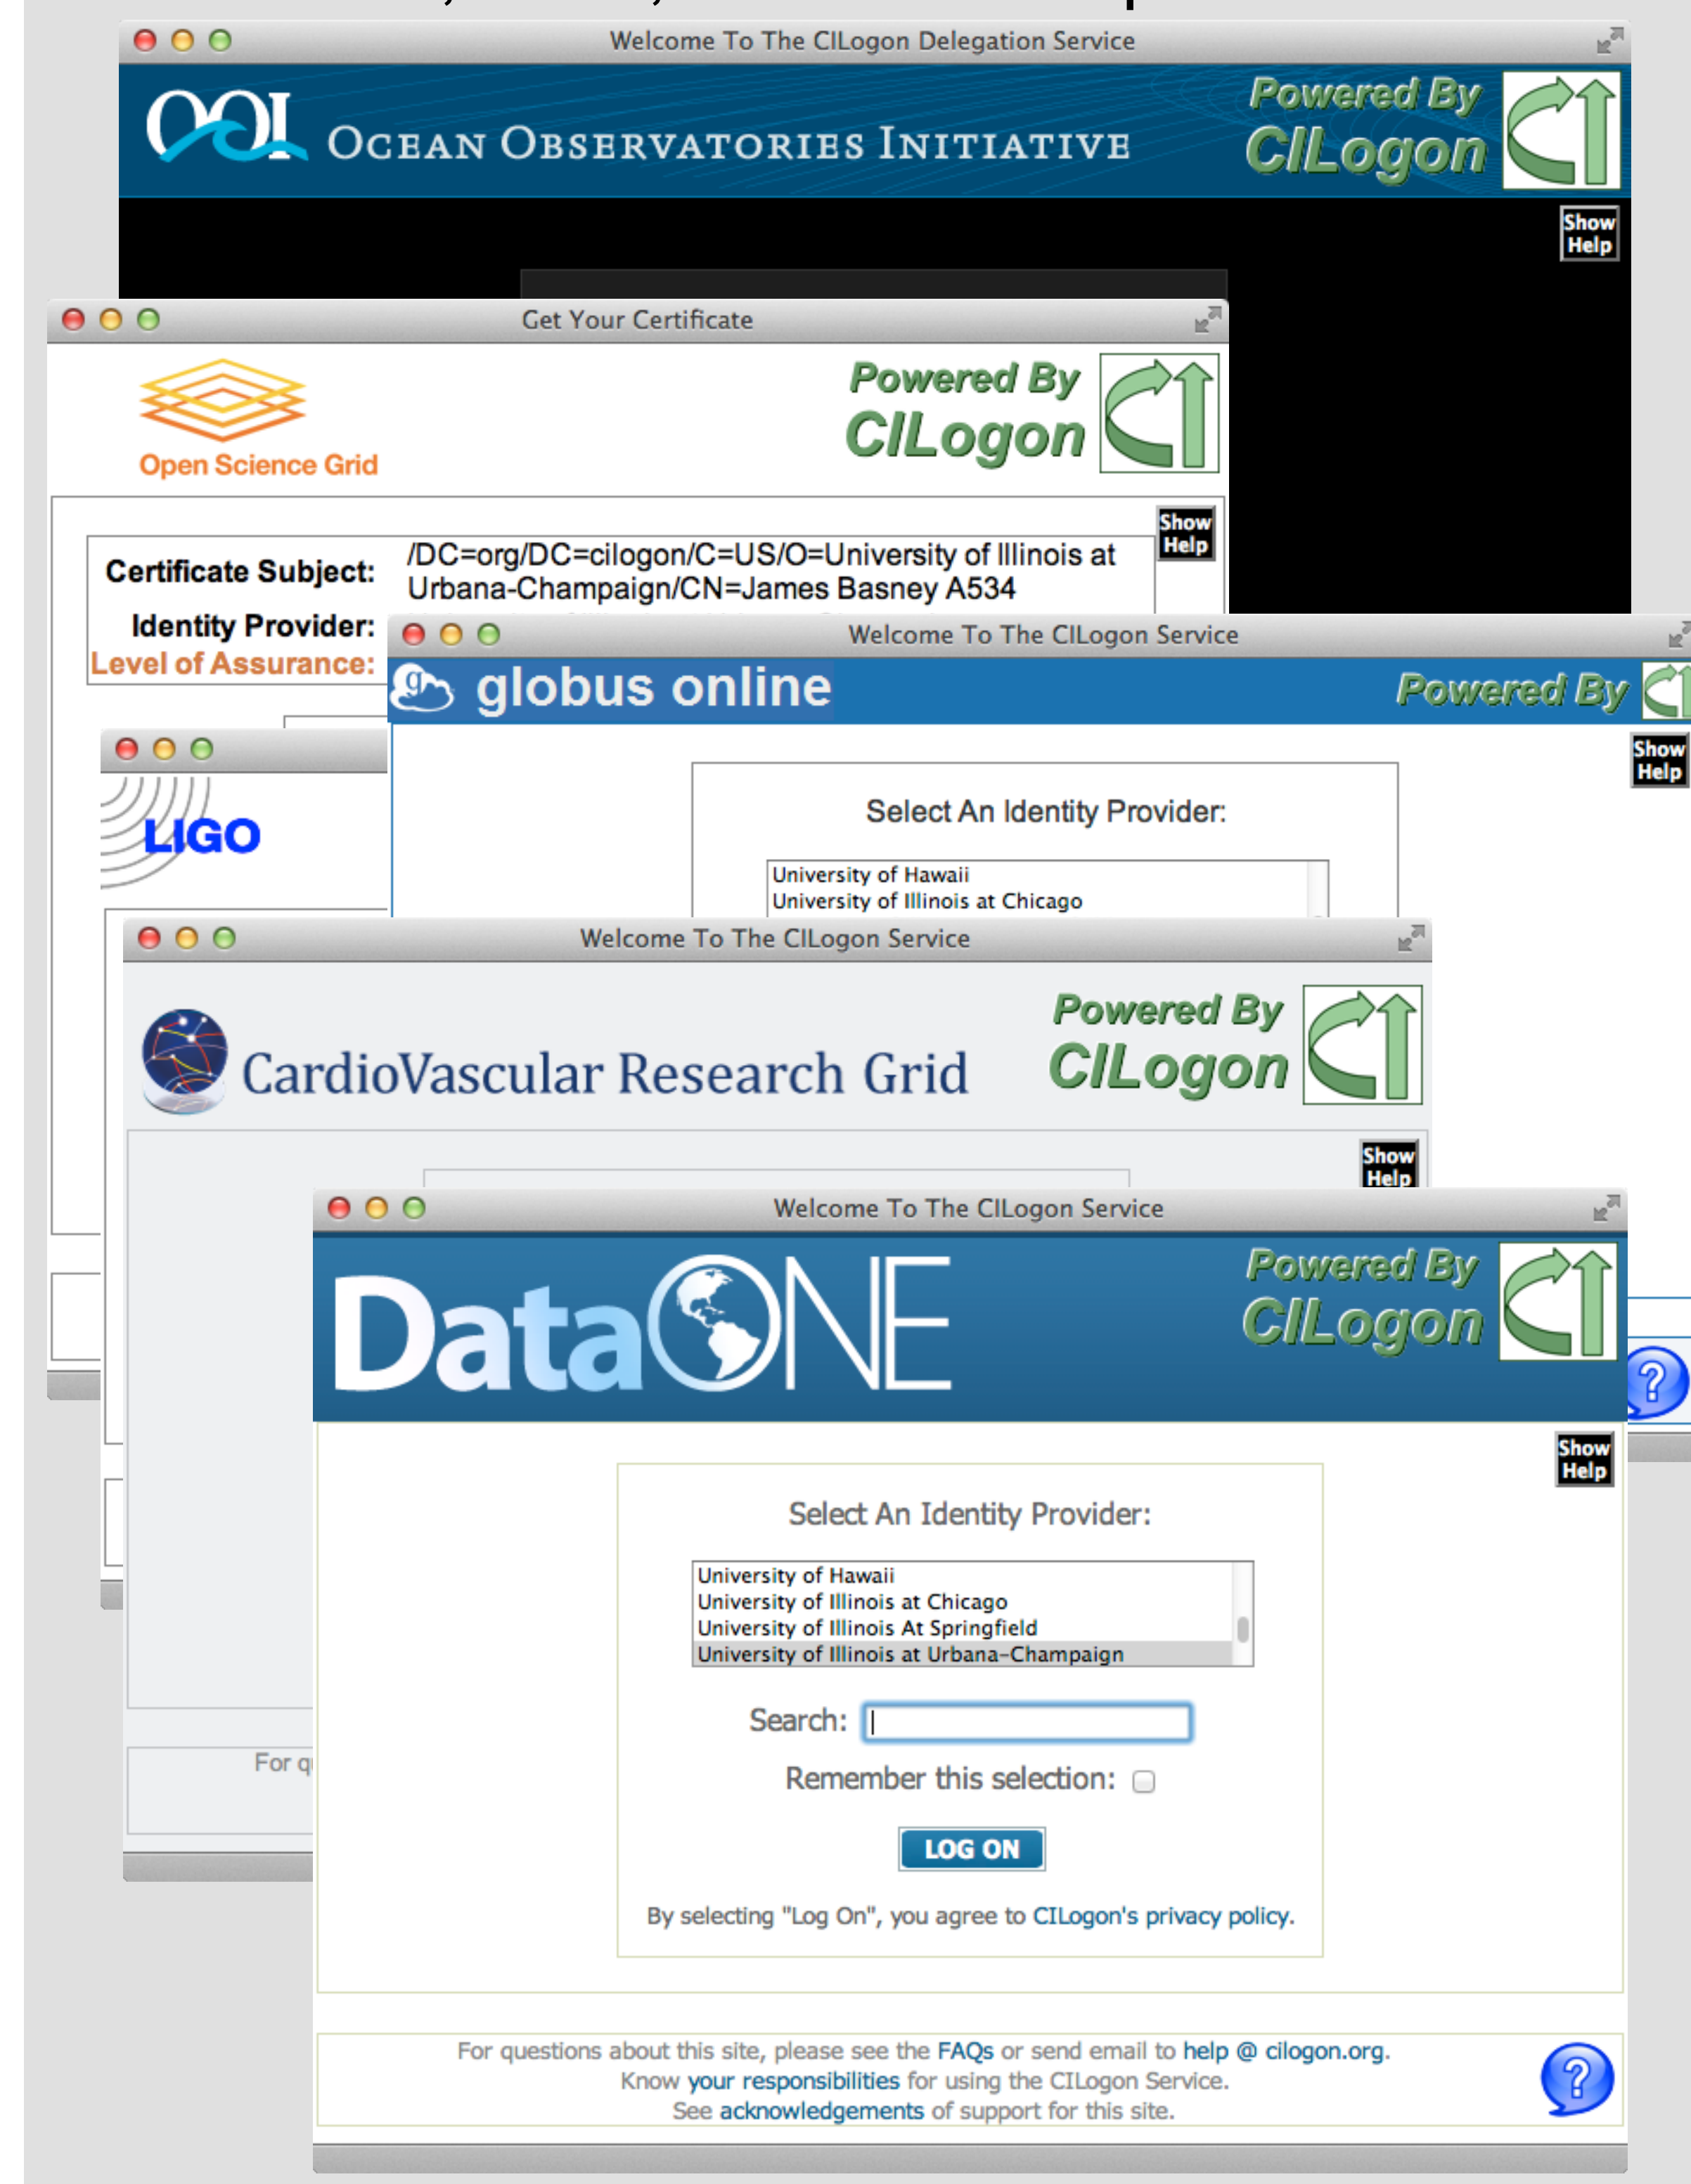 Welcome To The CILogon Delegation Service
OOI OCEAN OBSERVATORIES INITIATIVE
Powered By
CILogon
Show
Help
Get Your Certificate
Open Science Grid
Powered By
CILogon
Show
Help
Certificate Subject: /DC=org/DC=cilogon/C=US/O=University of Illinois at
Urbana-Champaign/CN=James Basney A534
Identity Provider:
Level of Assurance:
Welcome To The CILogon Service
globus online
Powered By
Show
Help
Select An Identity Provider:
University of Hawaii
University of Illinois at Chicago
LIGO
Welcome To The CILogon Service
CardioVascular Research Grid
Powered By
CILogon
Show
Help
For
Welcome To The CILogon Service
DataONE
Powered By
CILogon
Show
Help
Select An Identity Provider:
University of Hawaii
University of Illinois at Chicago
University of Illinois At Springfield
University of Illinois at Urbana-Champaign
Search:
Remember this selection:
LOG ON
By selecting "Log On", you agree to CILogon's privacy policy.
For questions about this site, please see the FAQs or send email to help @ cilogon.org.
Know your responsibilities for using the CILogon Service.
See acknowledgements of support for this site.